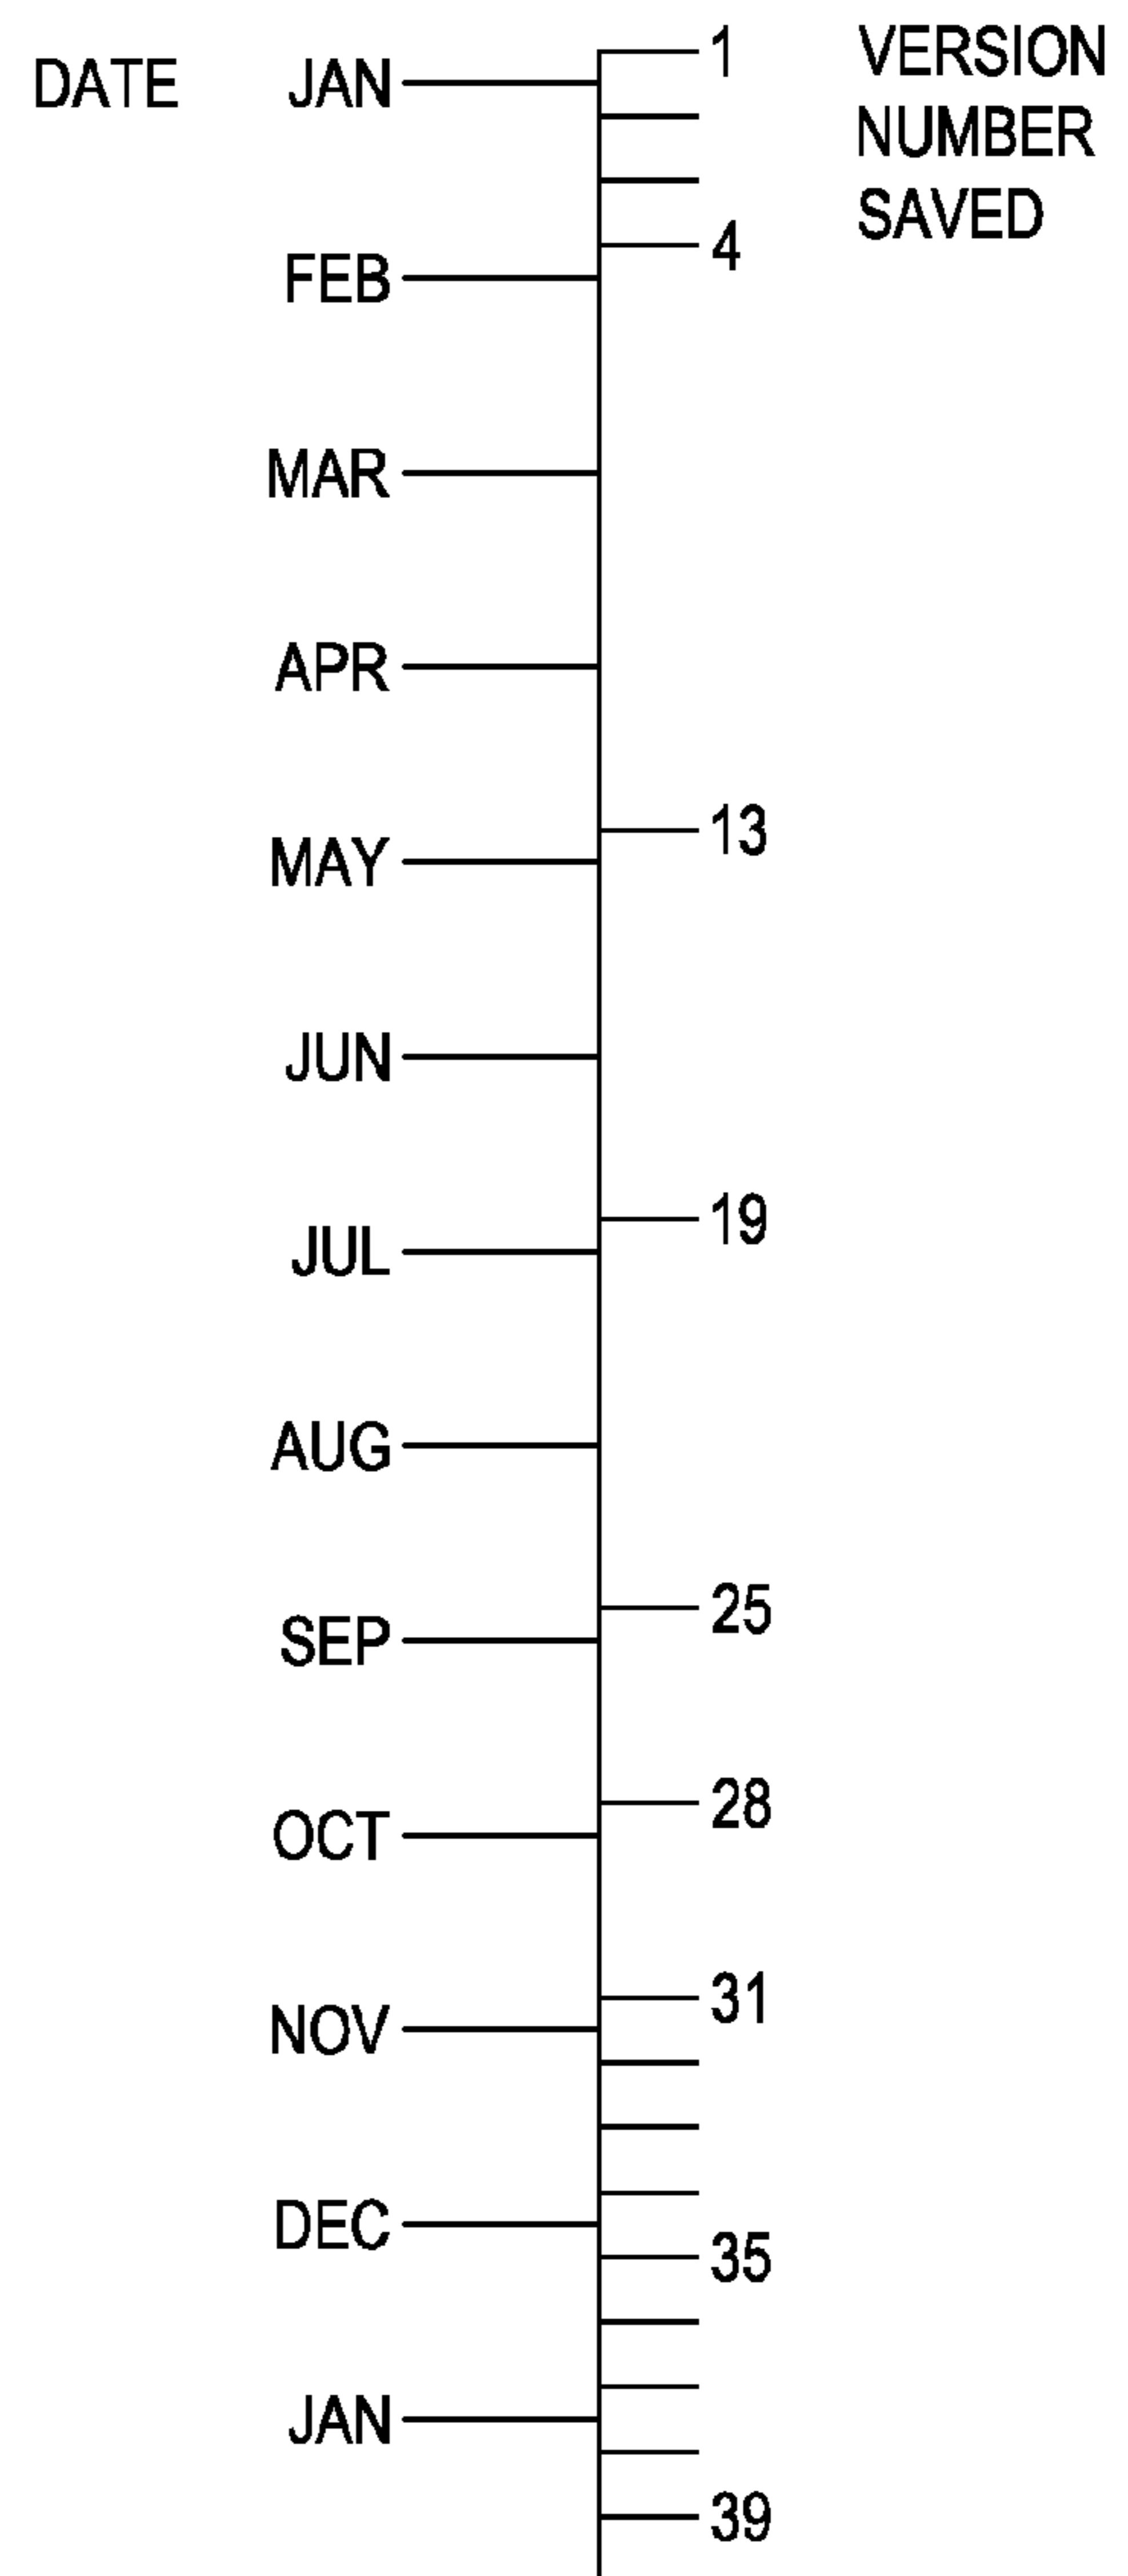 DATE JAN 1 VERSION
NUMBER
SAVED
4
FEB
MAR
APR
13
MAY
JUN
19
JUL
AUG
25
SEP
28
OCT
31
NOV
DEC
35
JAN
39